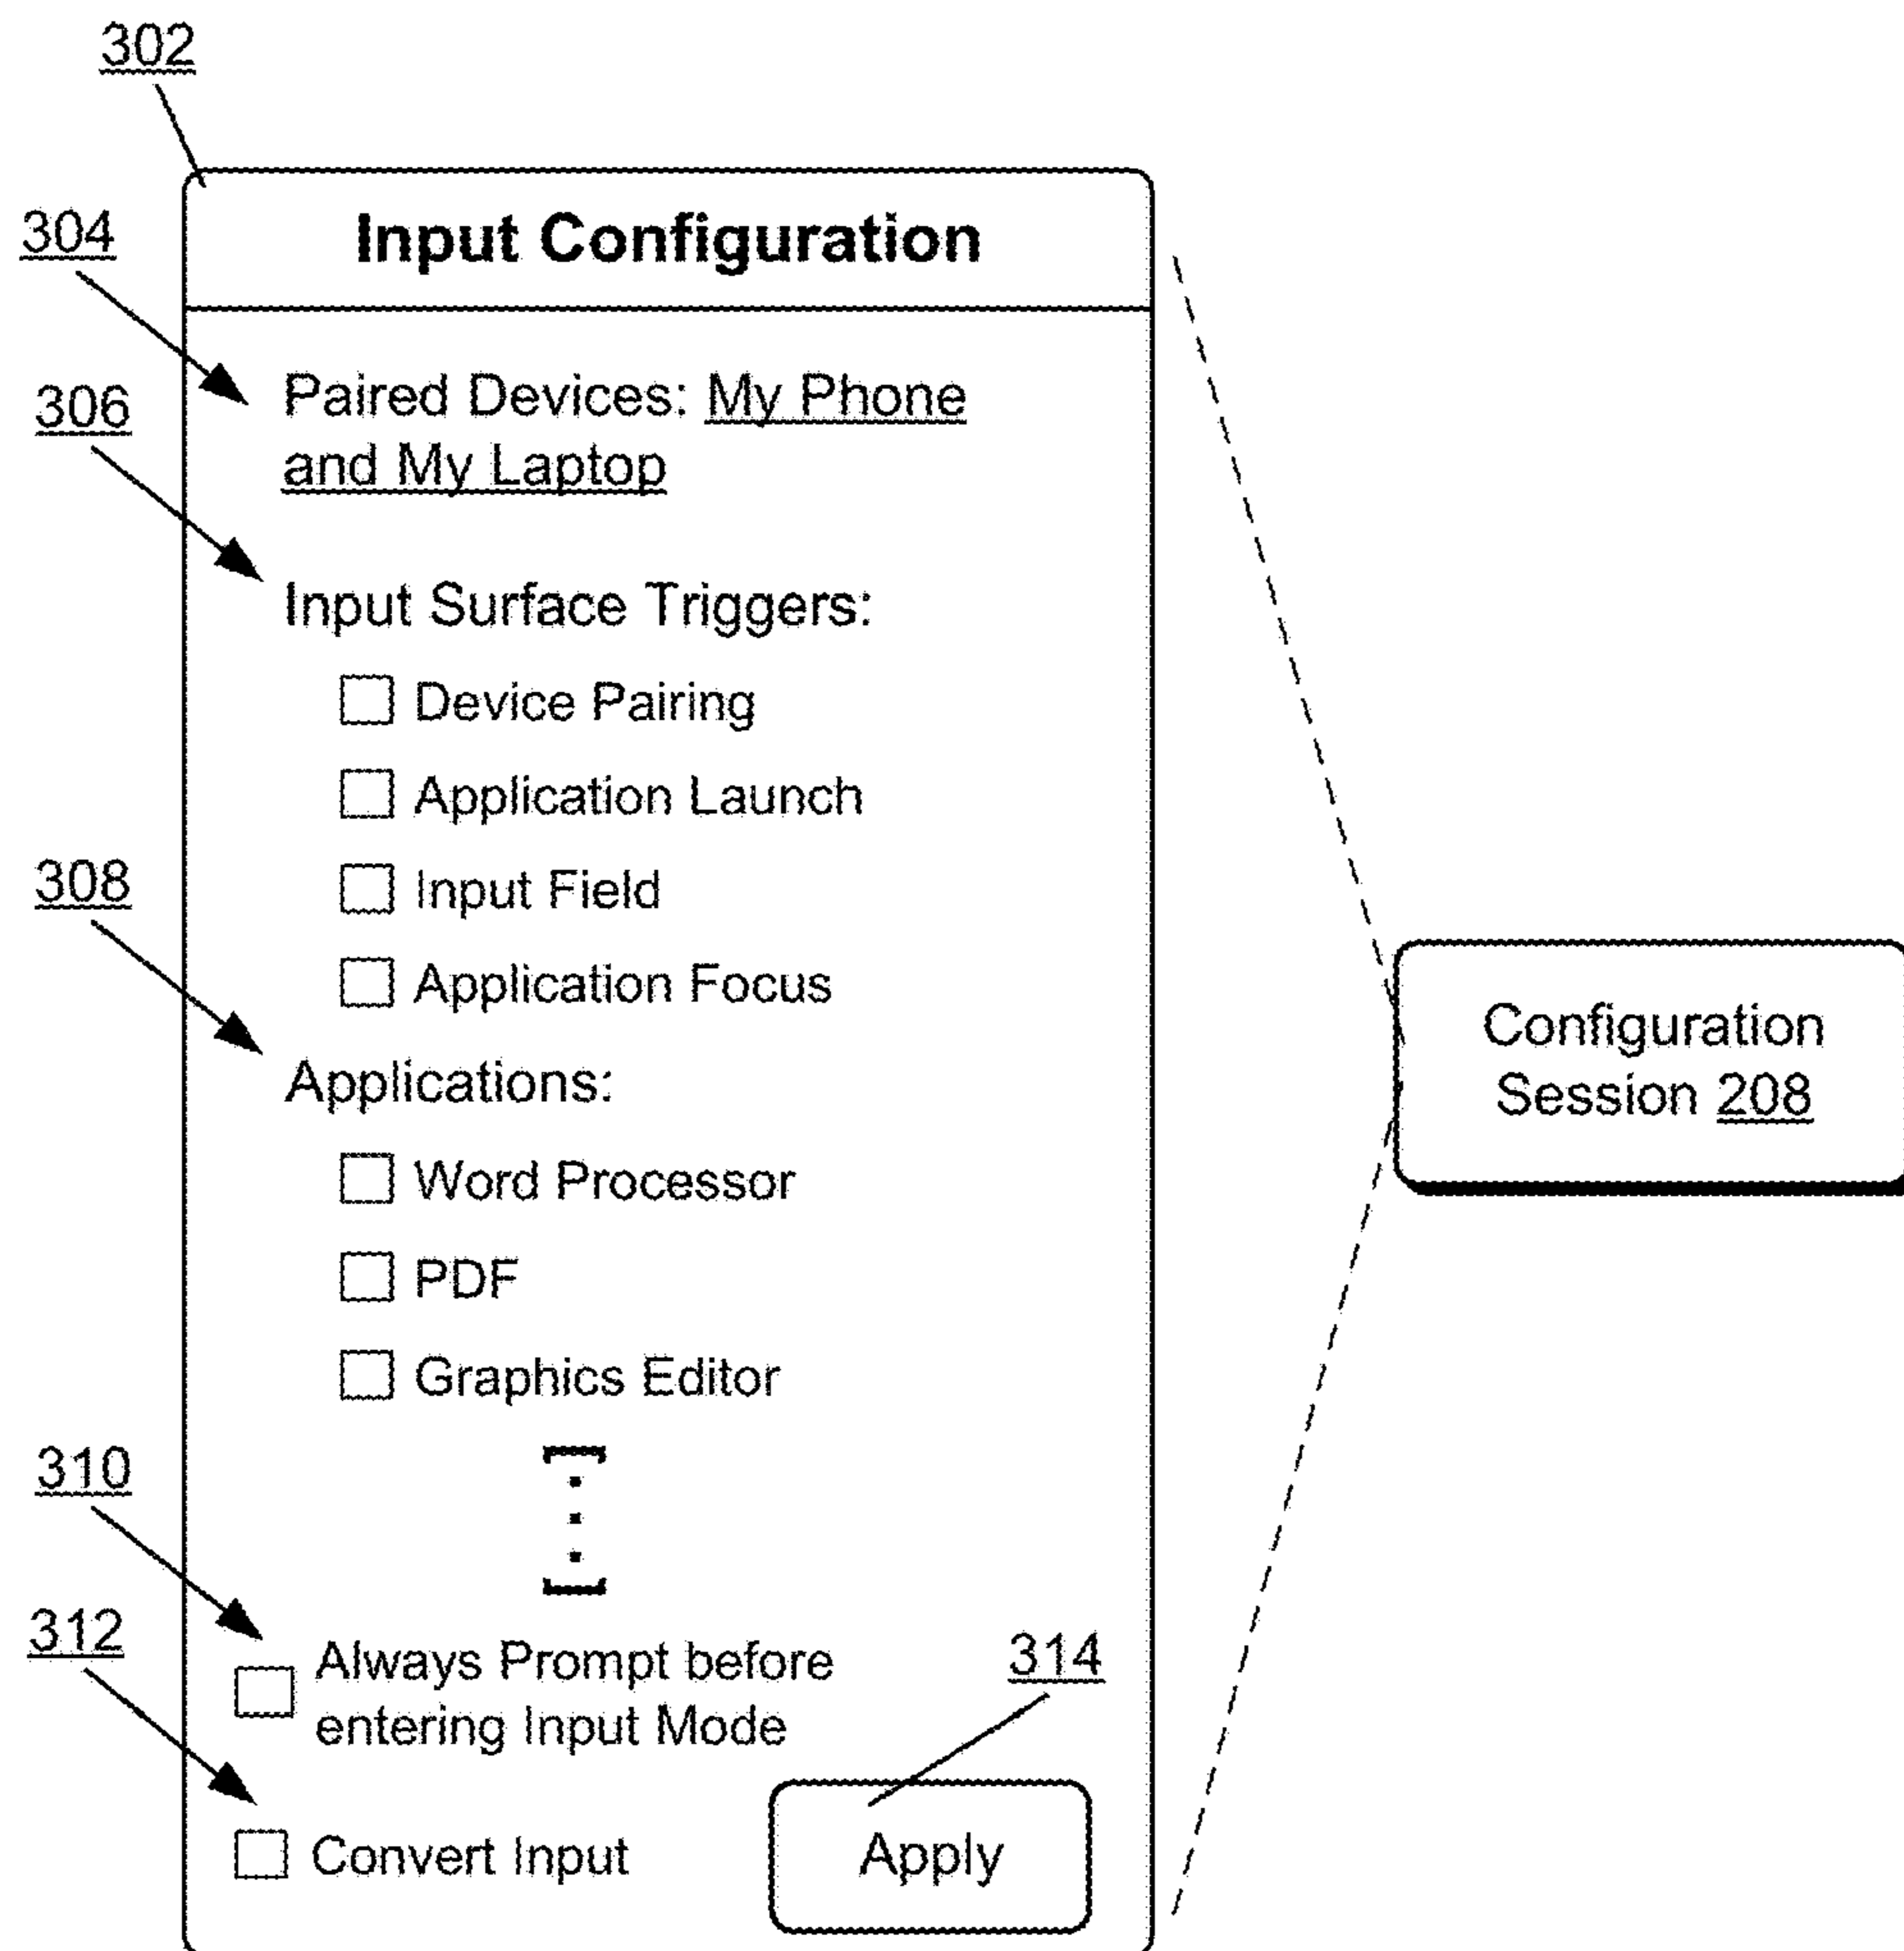 302
Input Configuration
304
Paired Devices: My Phone
and My Laptop
306
Input Surface Triggers:
Device Pairing
Application Launch
Input Field
Application Focus
308
Applications:
Word Processor
PDF
Graphics Editor
310
Always Prompt before
entering Input Mode
312
Convert Input
314
Apply
Configuration
Session 208